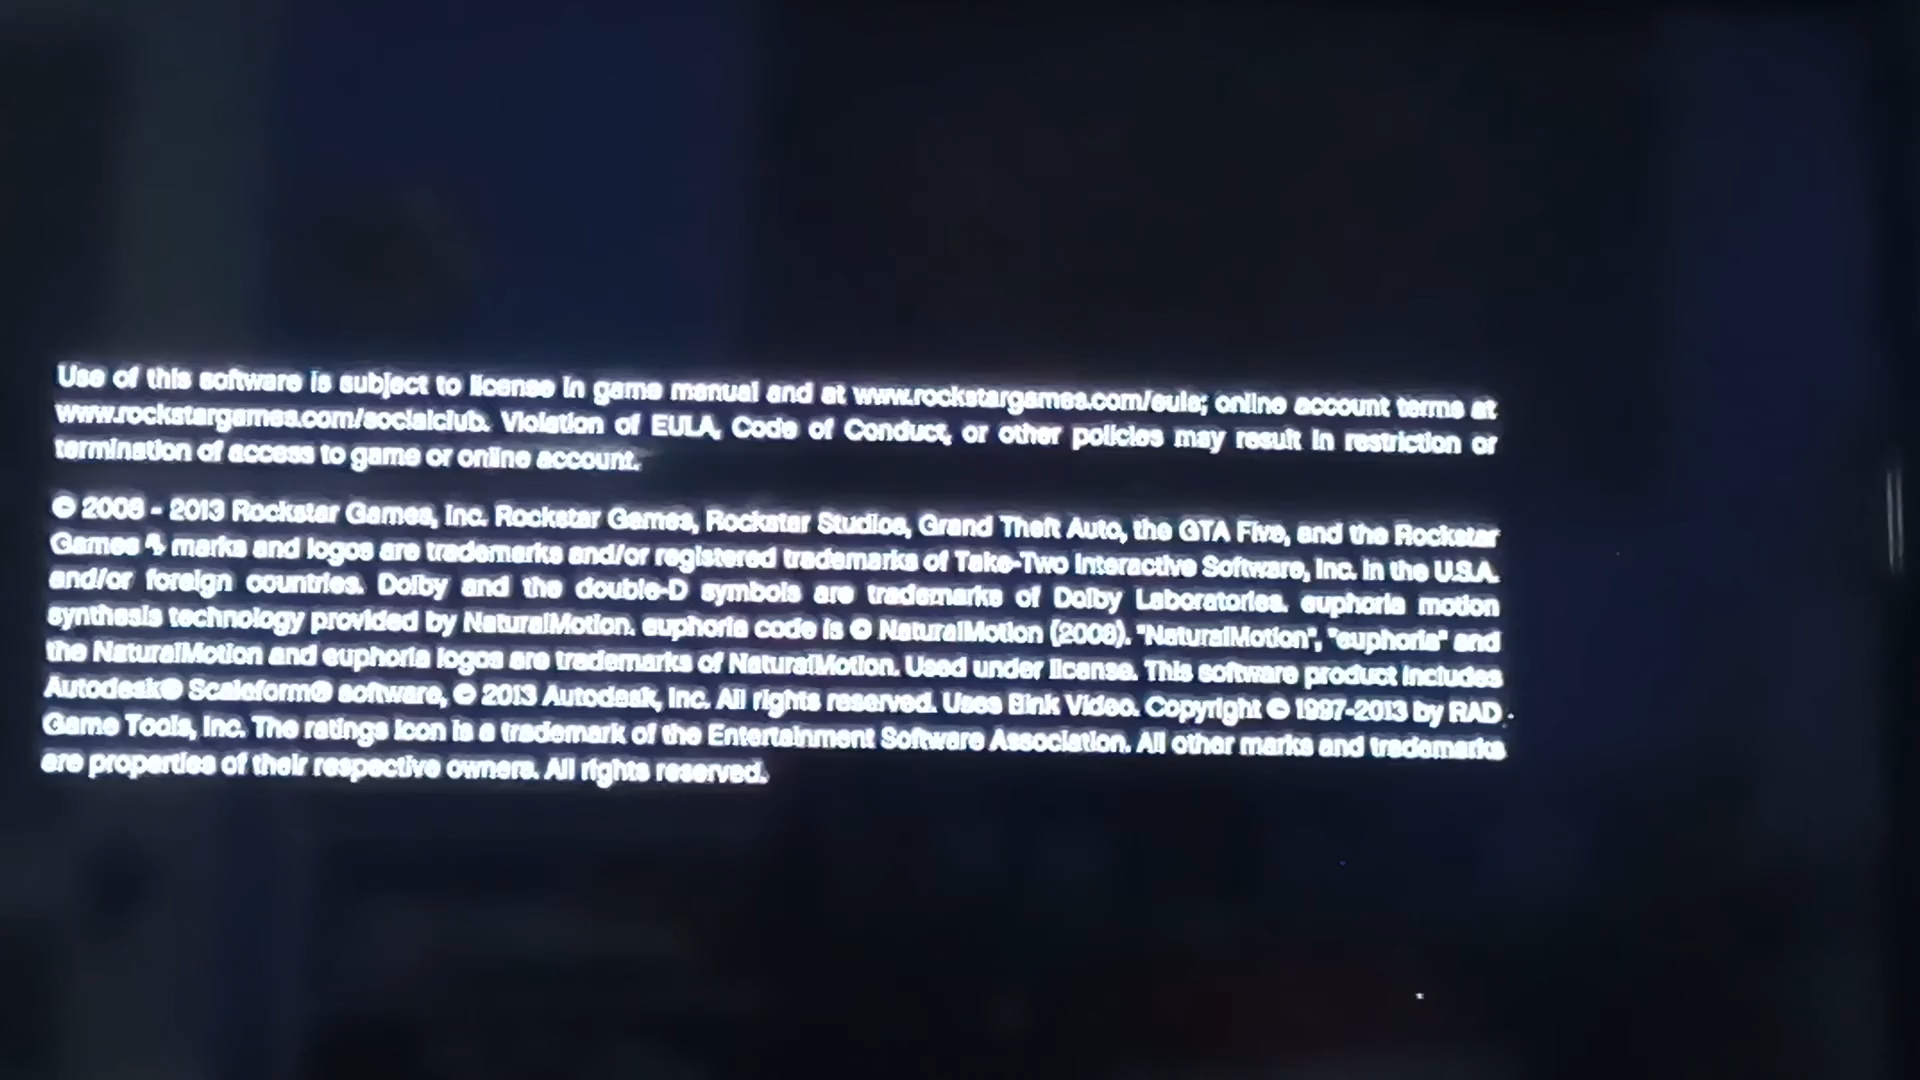 Use of this software is subject to license in game manual and at www.rockstargames.com/eula; online account terms at
www.rockstargames.com/socialclub. Violation of EULA, Code of Conduct, or other policies may result in restriction or
termination of access to game or online account.
© 2008 - 2013 Rockstar Games, Inc. Rockstar Games, Rockstar Studios, Grand Theft Auto, the GTA Five, and the Rockstar
Games marks and logos are trademarks and/or registered trademarks of Take-Two Interactive Software, Inc. in the U.S.A.
and/or foreign countries. Dolby and the double-D symbols are trademarks of Dolby Laboratories. euphoria motion
synthesis technology provided by NaturalMotion. euphoria code is © NaturalMotion (2008). "NaturalMotion", "euphoria" and
the NaturalMotion and euphoria logos are trademarks of NaturalMotion. Used under license. This software product includes
Autodesk® Scaleform® software, © 2013 Autodesk, Inc. All rights reserved. Uses Bink Video. Copyright © 1997-2013 by RAD
Game Tools, Inc. The ratings icon is a trademark of the Entertainment Software Association. All other marks and trademarks
are properties of their respective owners. All rights reserved.